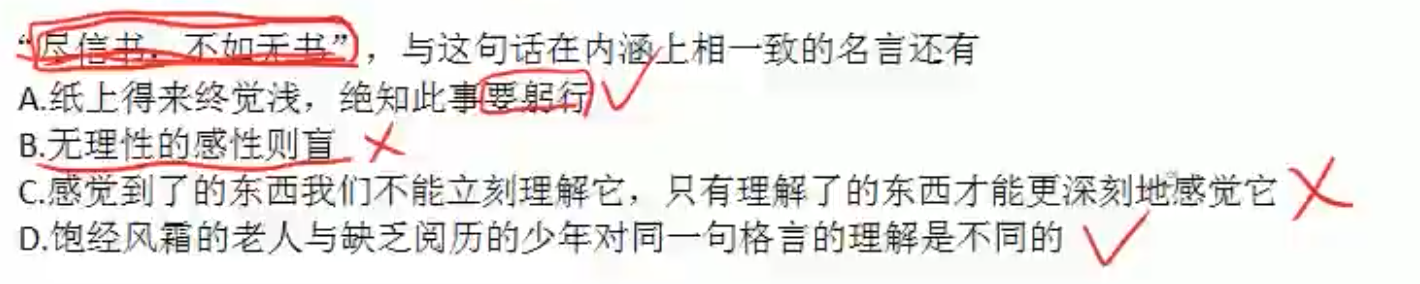 “尽信书，不如无书”，与这句话在内涵上相一致的名言还有
A.纸上得来终觉浅，绝知此事要躬行
B.无理性的感性则盲
C.感觉到了的东西我们不能立刻理解它，只有理解了的东西才能更深刻地感觉它
D.饱经风霜的老人与缺乏阅历的少年对同一句格言的理解是不同的